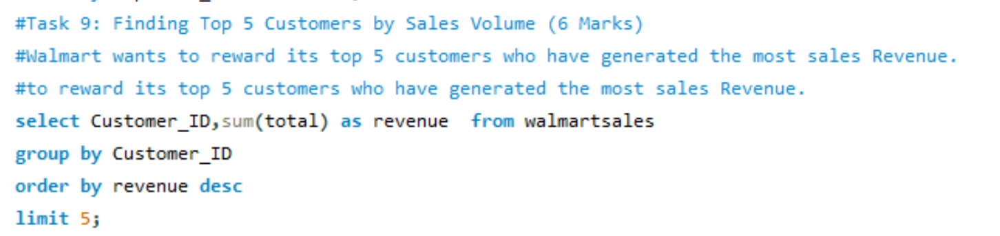 #Task 9: Finding Top 5 Customers by Sales Volume (6 Marks)
#Walmart wants to reward its top 5 customers who have generated the most sales Revenue.
#to reward its top 5 customers who have generated the most sales Revenue.
select Customer_ID,sum(total) as revenue  from walmartsales
group by Customer_ID
order by revenue desc
limit 5;